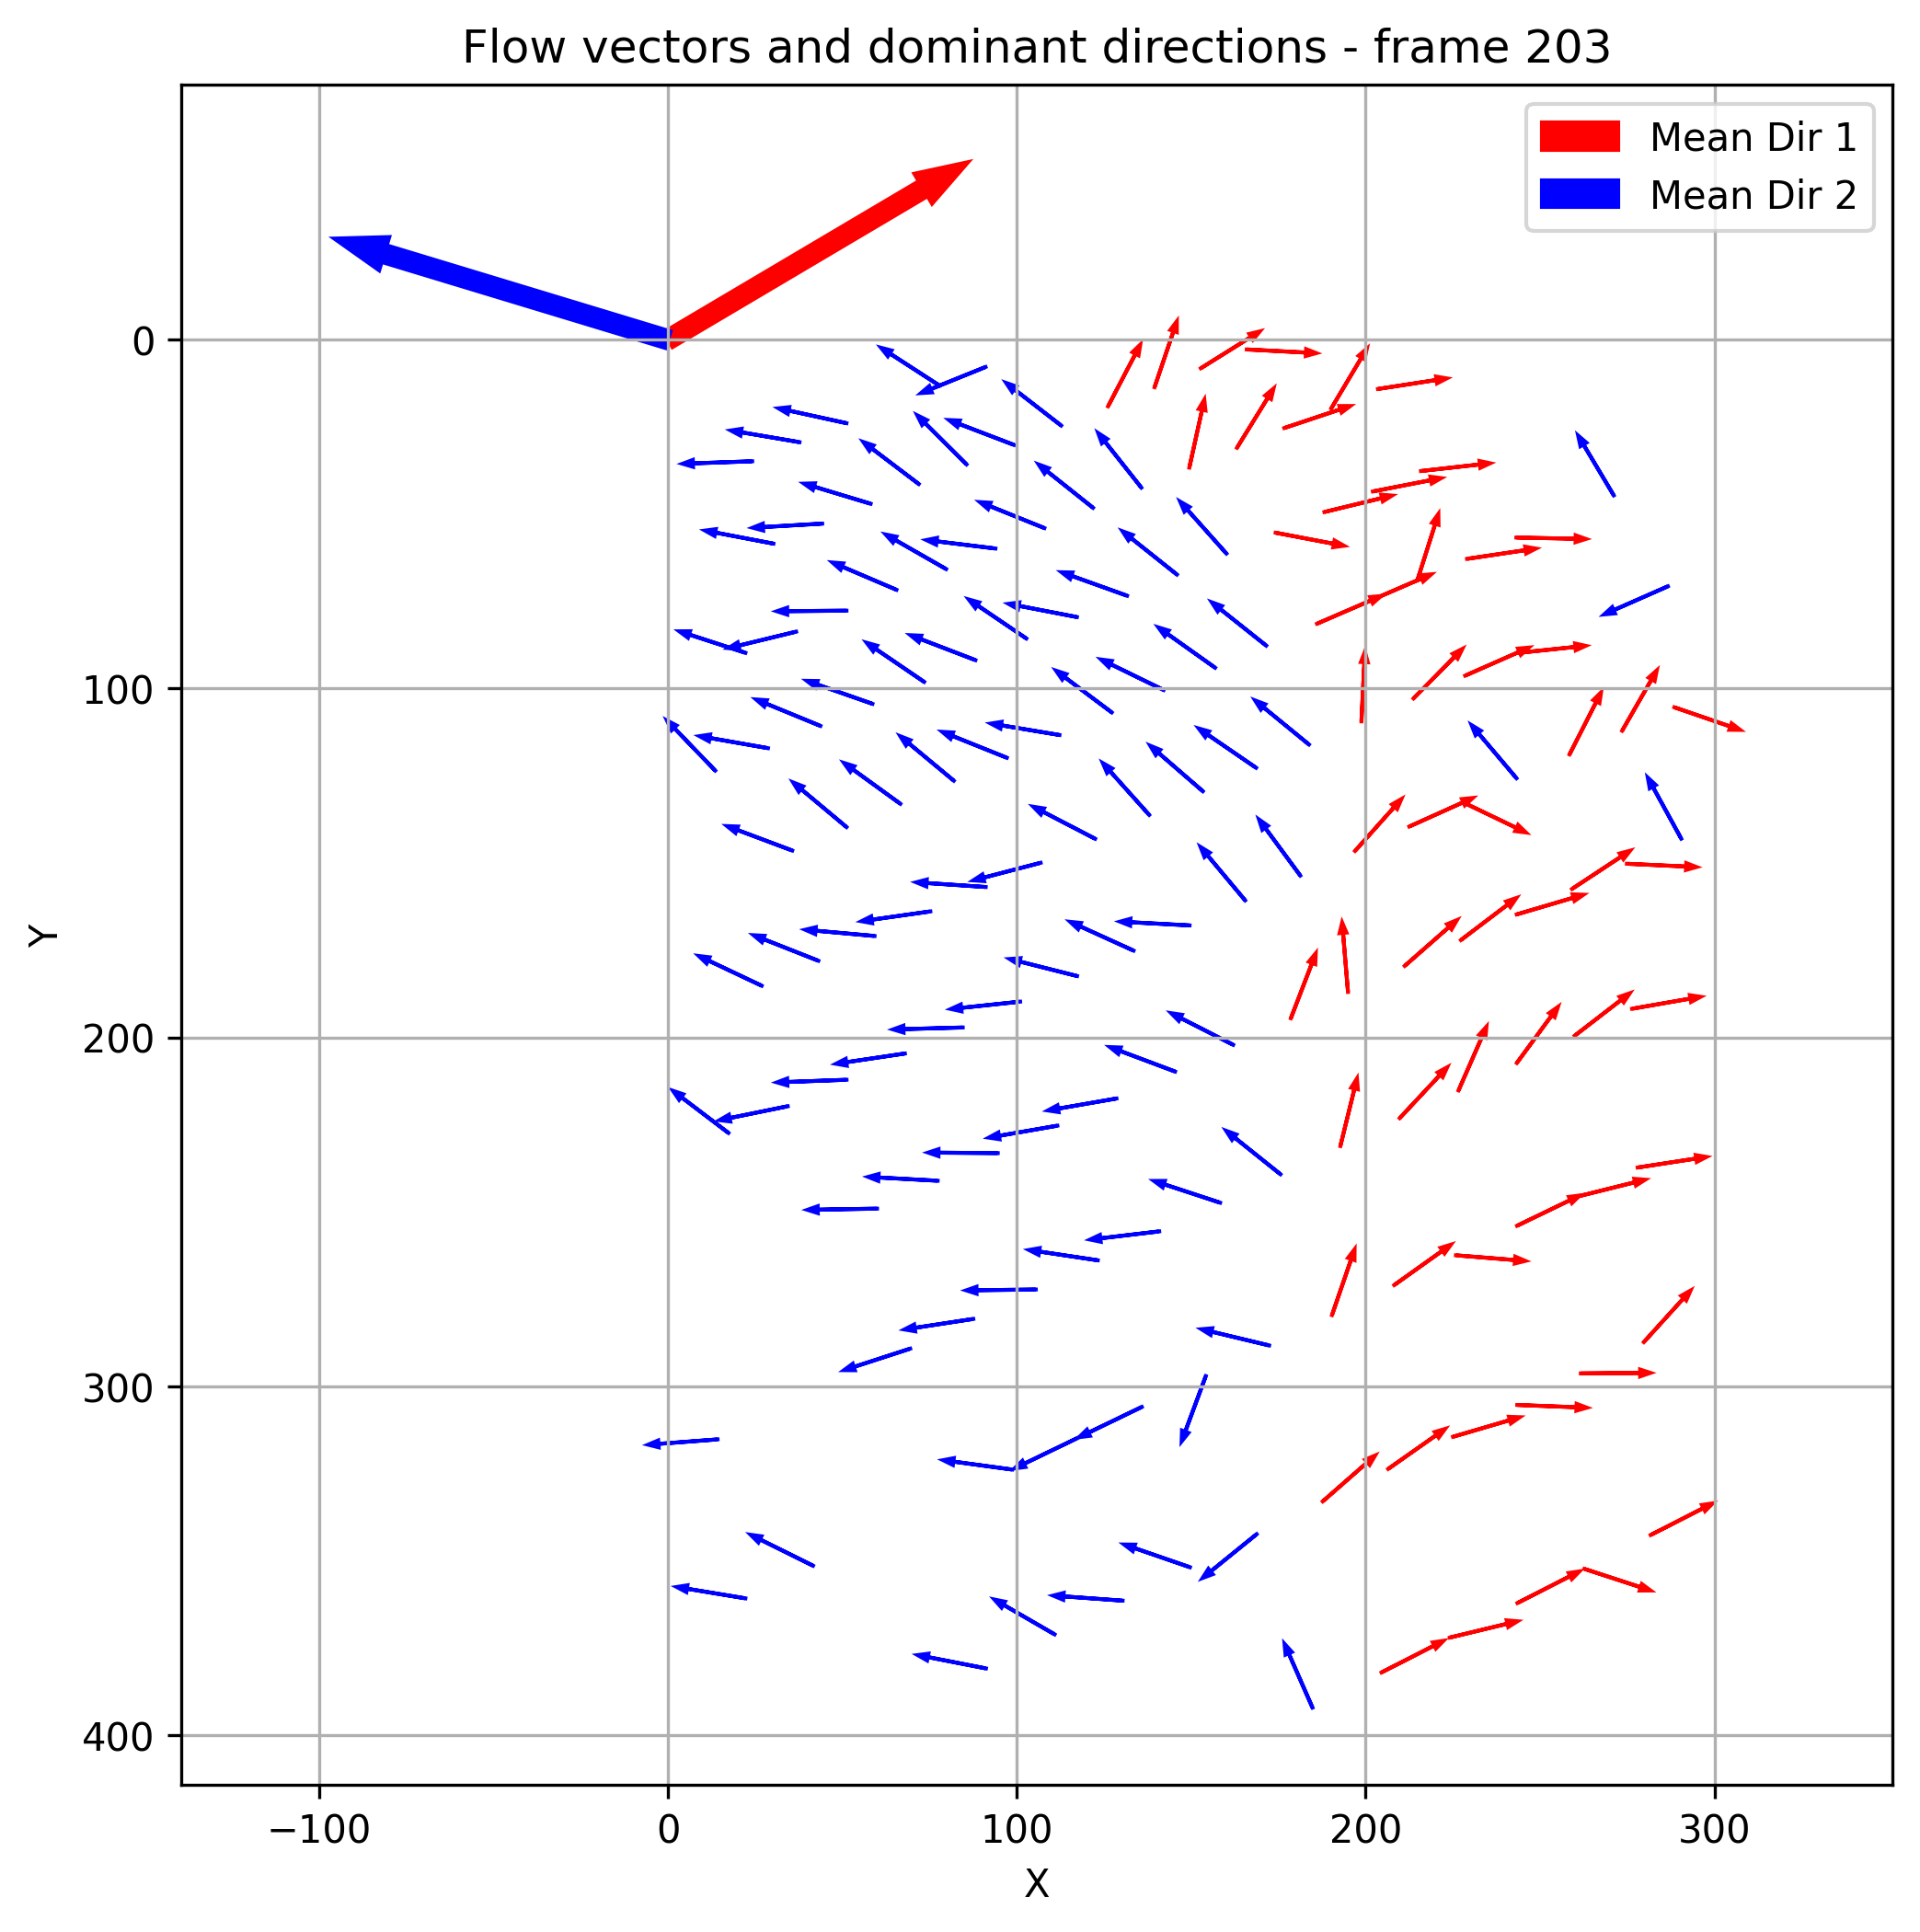 Flow vectors and dominant directions - frame 203
Mean Dir 1
Mean Dir 2
0
100
200
300
400
Y
−100
0
100
200
300
X